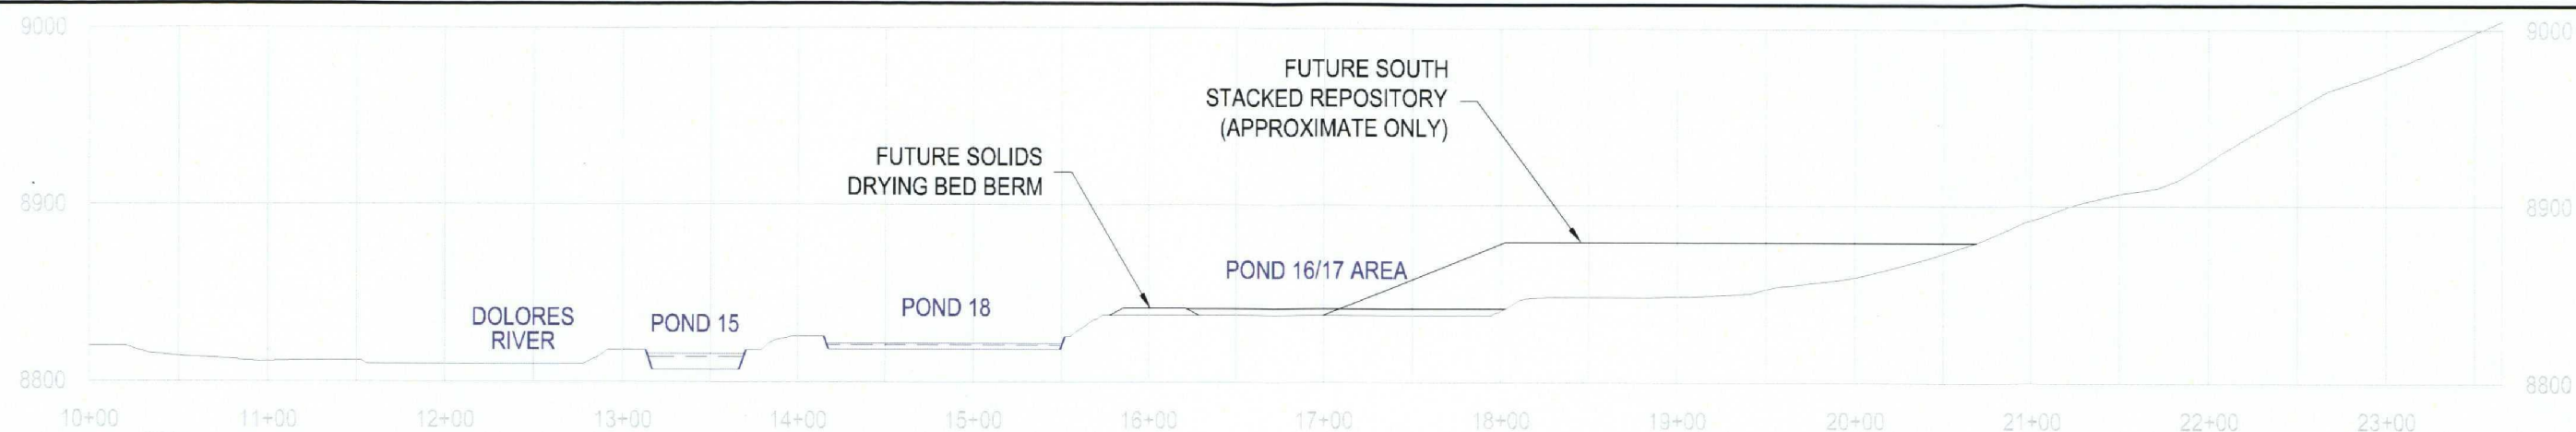 9000
9000
FUTURE SOUTH
STACKED REPOSITORY
(APPROXIMATE ONLY)
FUTURE SOLIDS
DRYING BED BERM
8900
8900
POND 16/17 AREA
DOLORES
RIVER
POND 15
POND 18
8800
8800
10+00 11+00 12+00 13+00 14+00 15+00 16+00 17+00 18+00 19+00 20+00 21+00 22+00 23+00